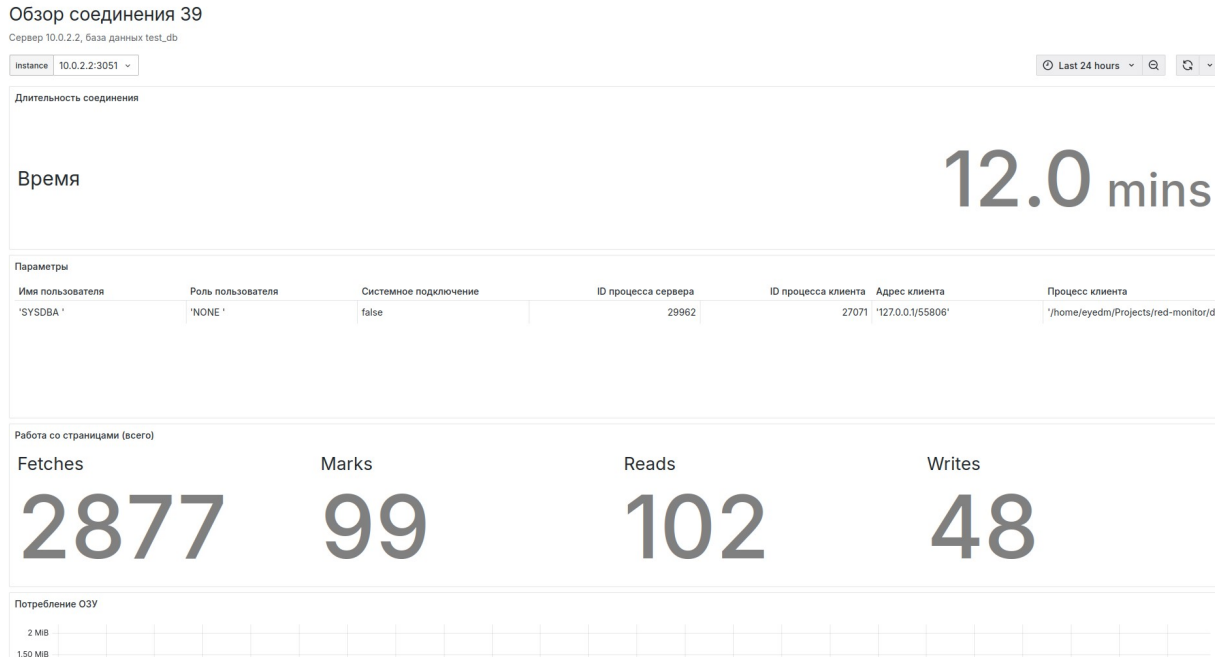 Обзор соединения 39
Сервер 10.0.2.2, база данных test_db
instance 10.0.2.2:3051
Last 24 hours
Длительность соединения
Время
12.0 mins
Параметры
Имя пользователя Роль пользователя Системное подключение ID процесса сервера ID процесса клиента Адрес клиента Процесс клиента
'SYSDBA ' 'NONE ' false 29962 27071 '127.0.0.1/55806' '/home/eyedm/Projects/red-monitor/d
Работа со страницами (всего)
Fetches Marks Reads Writes
2877 99 102 48
Потребление ОЗУ
2 MiB
1.50 MiB